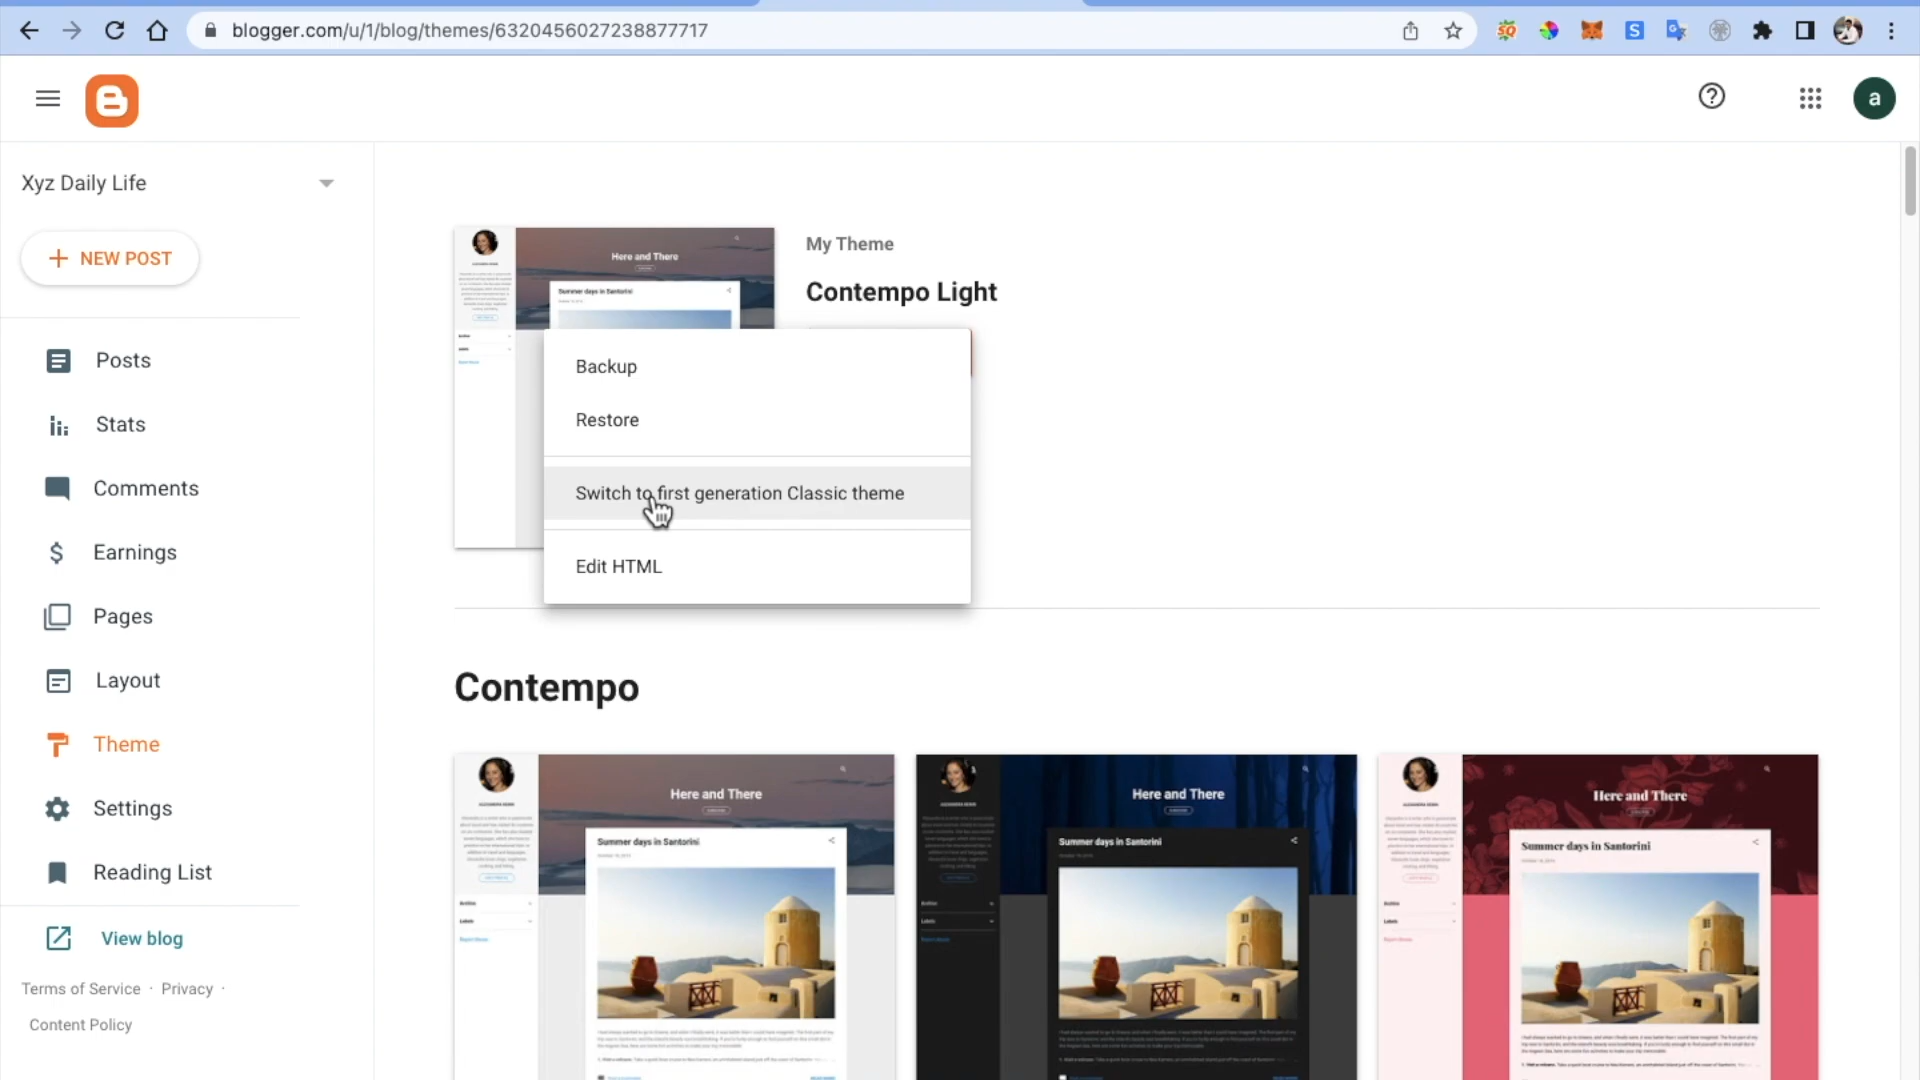 blogger.com/u/1/blog/themes/6320456027238877717
a
Xyz Daily Life
NEW POST
Posts
Stats
Comments
Earnings
Pages
Layout
Theme
Settings
Reading List
View blog
Terms of Service · Privacy ·
Content Policy
Here and There
Summer days in Santorini
My Theme
Contempo Light
Backup
Restore
Switch to first generation Classic theme
Edit HTML
Contempo
Here and There
Summer days in Santorini
Here and There
Summer days in Santorini
Here and There
Summer days in Santorini